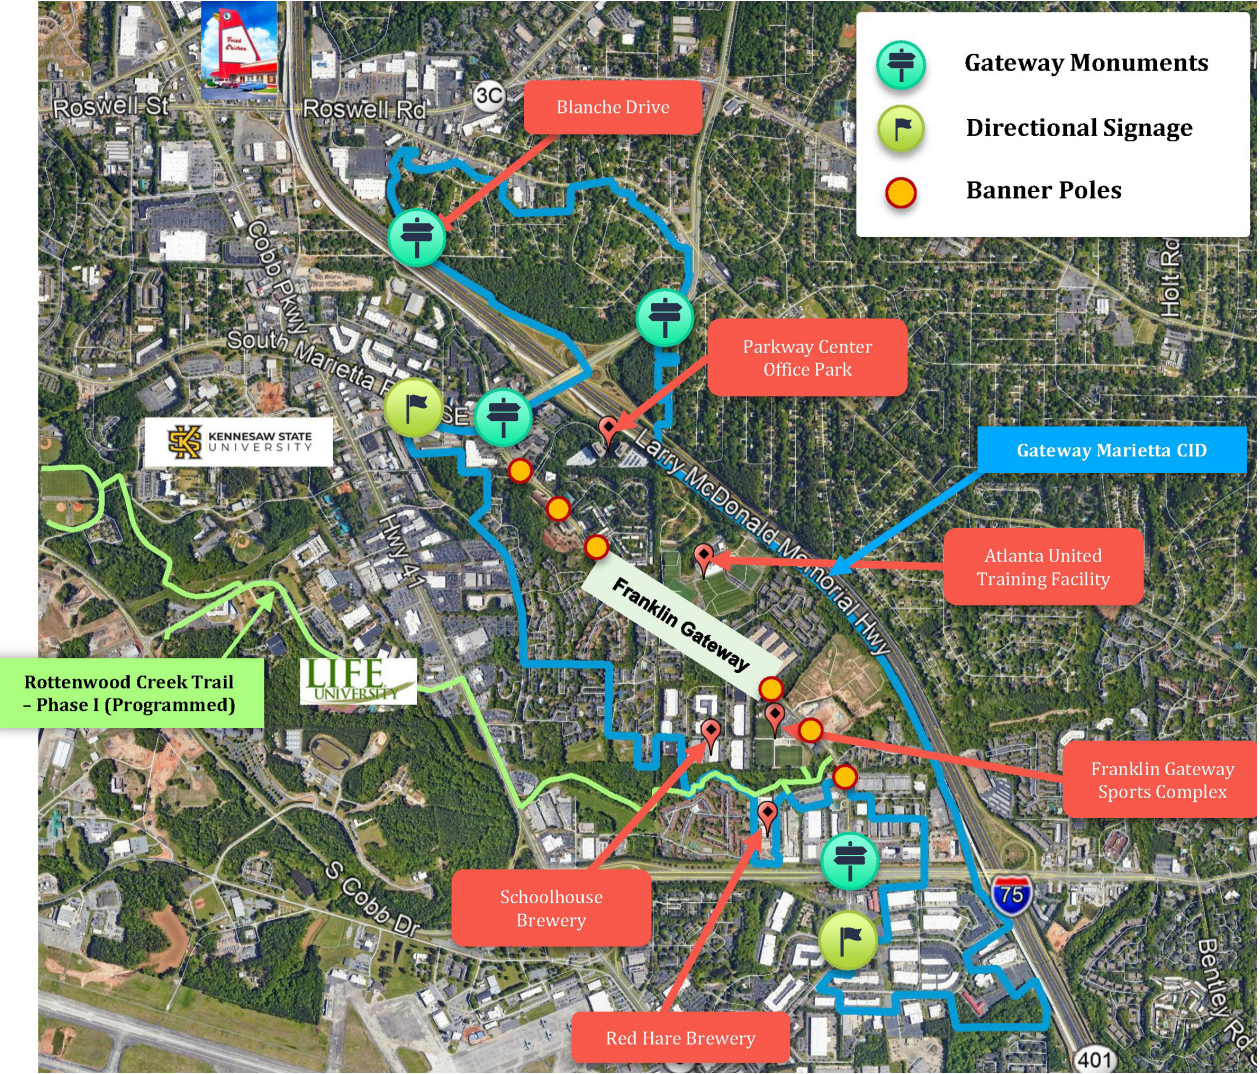 Fried
Chicken
Roswell St
Roswell Rd
3C
Blanche Drive
Gateway Monuments
Directional Signage
Banner Poles
Holt Rd
Cobb Pkwy
South Marietta P
SE
Parkway Center
Office Park
KENNESAW STATE
UNIVERSITY
Larry McDonald Memorial Hwy
Gateway Marietta CID
Hwy 41
Atlanta United
Training Facility
Franklin Gateway
Rottenwood Creek Trail
– Phase I (Programmed)
LIFE
UNIVERSITY
Franklin Gateway
Sports Complex
S Cobb Dr
Schoolhouse
Brewery
75
Bentley Rd
Red Hare Brewery
401